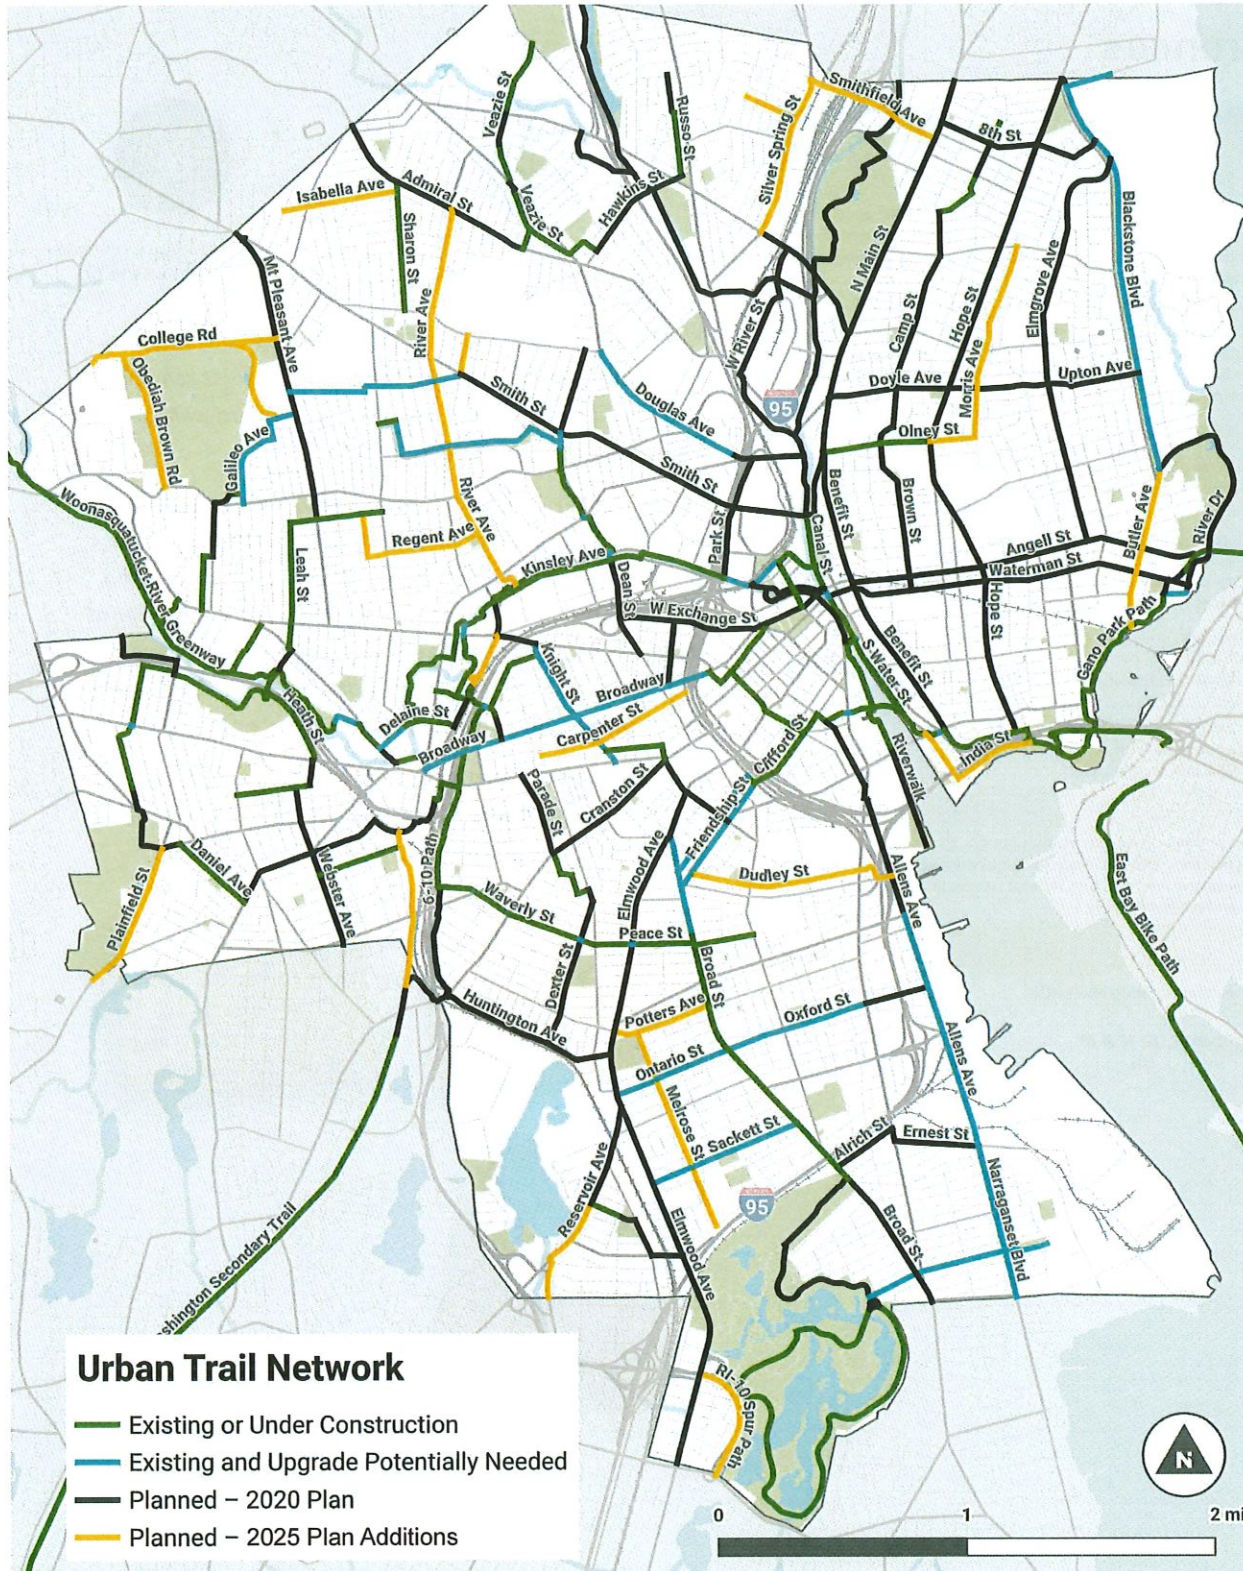 Smithfield Ave
Veazie St
Russo St
Silver Spring St
8th St
Isabella Ave
Admiral St
Hawkins St
Veazie St
Sharon St
Blackstone Blvd
N Main St
Mt Pleasant Ave
River Ave
Camp St
Hope St
Elmgrove Ave
W River St
College Rd
Obediah Brown Rd
Smith St
Douglas Ave
95
Doyle Ave
Morris Ave
Upton Ave
Galileo Ave
Olney St
Smith St
Woonasquatucket River Greenway
River Ave
Regent Ave
Park St
Canal St
Benefit St
Brown St
Angell St
Waterman St
Butler Ave
River Dr
Leah St
Kinsley Ave
Dean St
W Exchange St
Hope St
Gano Park Path
Benefit St
S Water St
Knight St
Broadway
Heath St
Delaine St
Broadway
Carpenter St
Clifford St
Riverwalk
India St
Parade St
Cranston St
Friendship St
Elmwood Ave
Daniel Ave
Webster Ave
6-10 Path
Dudley St
Allens Ave
East Bay Bike Path
Plainfield St
Waverly St
Peace St
Dexter St
Broad St
Huntington Ave
Potters Ave
Oxford St
Allens Ave
Ontario St
Melrose St
Sackett St
Alrich St
Ernest St
Reservoir Ave
95
Narraganset Blvd
Elmwood Ave
Broad St
shington Secondary Trail
RI-10 Spur Path
Urban Trail Network
Existing or Under Construction
Existing and Upgrade Potentially Needed
Planned – 2020 Plan
Planned – 2025 Plan Additions
N
0 1 2 mi